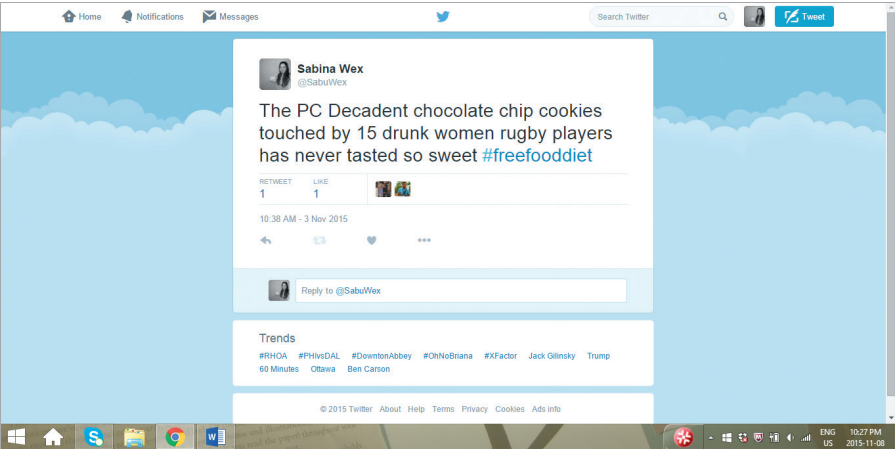 Home Notifications Messages Search Twitter Tweet
Sabina Wex
@SabuWex
The PC Decadent chocolate chip cookies
touched by 15 drunk women rugby players
has never tasted so sweet #freefooddiet
RETWEET LIKE
1 1
10:38 AM - 3 Nov 2015
Reply to @SabuWex
Trends
#RHOA #PHIvsDAL #DowntonAbbey #OhNoBriana #XFactor Jack Gilinsky Trump
60 Minutes Ottawa Ben Carson
© 2015 Twitter About Help Terms Privacy Cookies Ads info
ENG 10:27 PM
US 2015-11-08